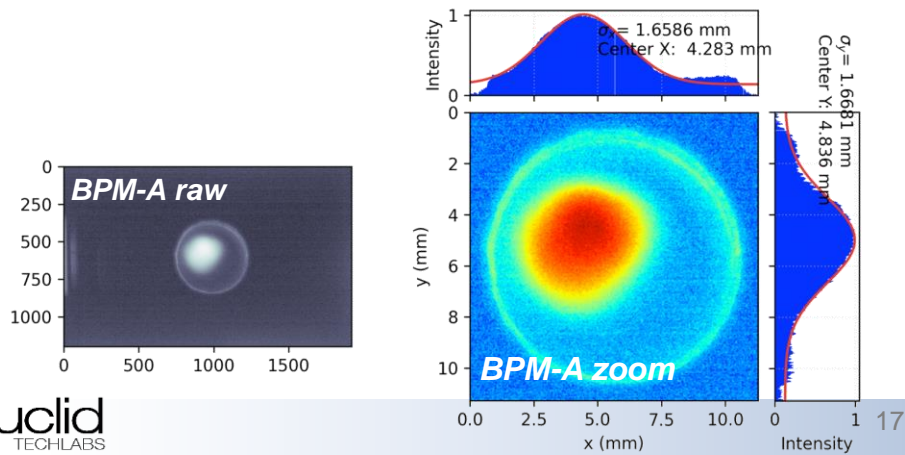 1
0
Intensity
σx= 1.6586 mm
Center X:  4.283 mm
σy= 1.6681 mm
Center Y:  4.836 mm
BPM-A raw
0
250
500
750
1000
0
500
1000
1500
0
2
4
6
8
10
y (mm)
BPM-A zoom
0.0
2.5
5.0
7.5
10.0
x (mm)
0
1
Intensity
uclid
TECHLABS
17